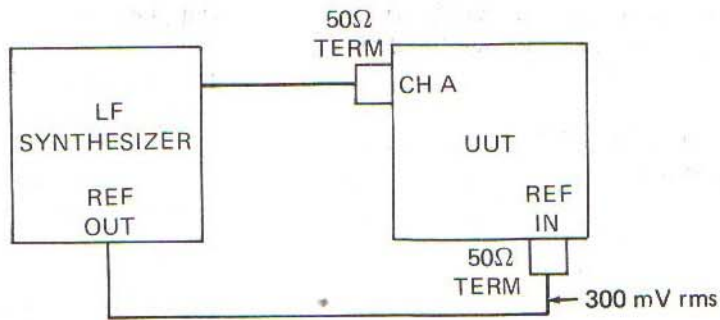 50Ω
TERM
CH A
LF
SYNTHESIZER
UUT
REF
OUT
REF
IN
50Ω
TERM
300 mV rms